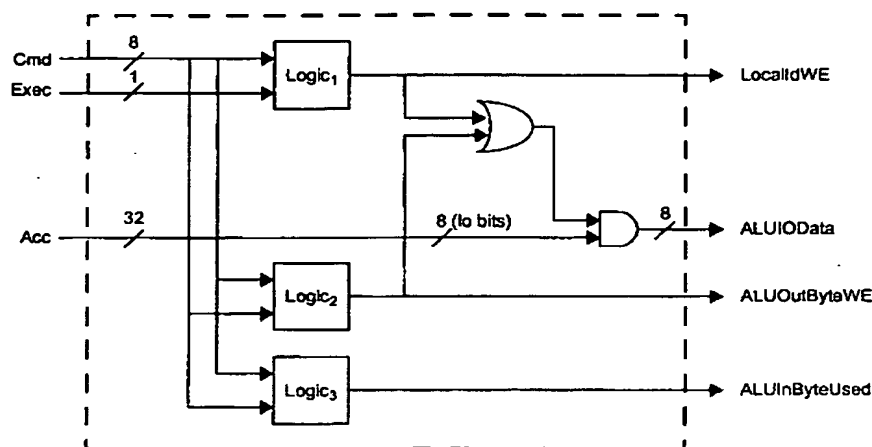 Cmd
8
Logic₁
LocalIdWE
Exec
1
Acc
32
8 (lo bits)
8
ALUIOData
Logic₂
ALUOutByteWE
Logic₃
ALUInByteUsed